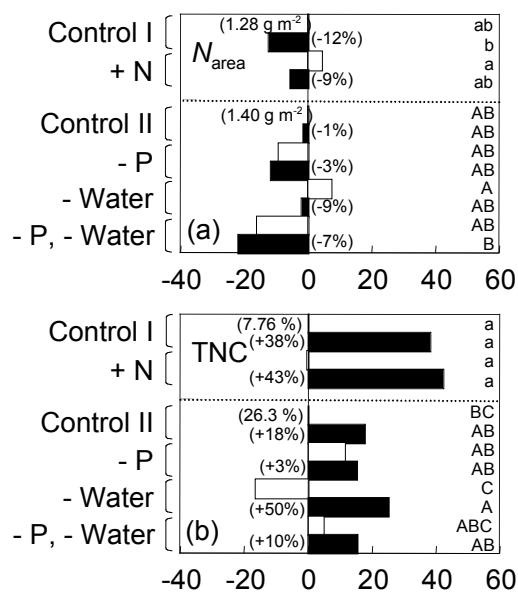 Control I
+ N
Control II
- P
- Water
- P, - Water
N area
(1.28 g m-2)
(-12%)
(-9%)
(1.40 g m-2)
(-1%)
(-3%)
(-9%)
(-7%)
(a)
ab
b
a
ab
AB
AB
AB
AB
A
AB
AB
B
-40 -20 0 20 40 60
Control I
+ N
Control II
- P
- Water
- P, - Water
TNC
(7.76 %)
(+38%)
(+43%)
(26.3 %)
(+18%)
(+3%)
(+50%)
(+10%)
(b)
a
a
a
a
BC
AB
AB
AB
C
A
ABC
AB
-40 -20 0 20 40 60